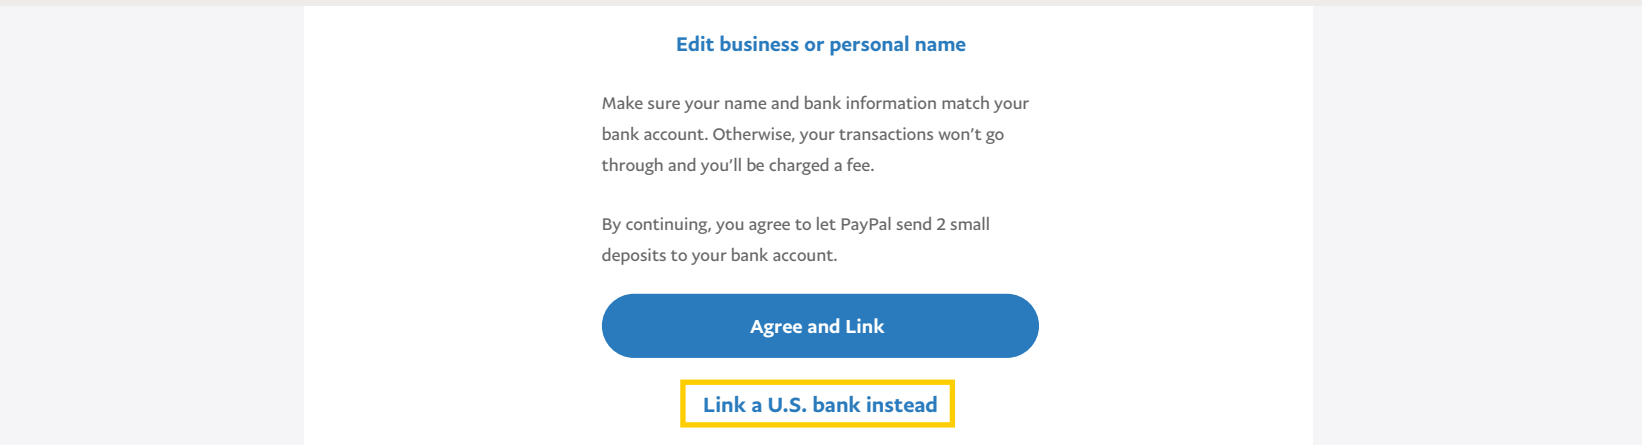 Edit business or personal name
Make sure your name and bank information match your
bank account. Otherwise, your transactions won’t go
through and you’ll be charged a fee.
By continuing, you agree to let PayPal send 2 small
deposits to your bank account.
Agree and Link
Link a U.S. bank instead